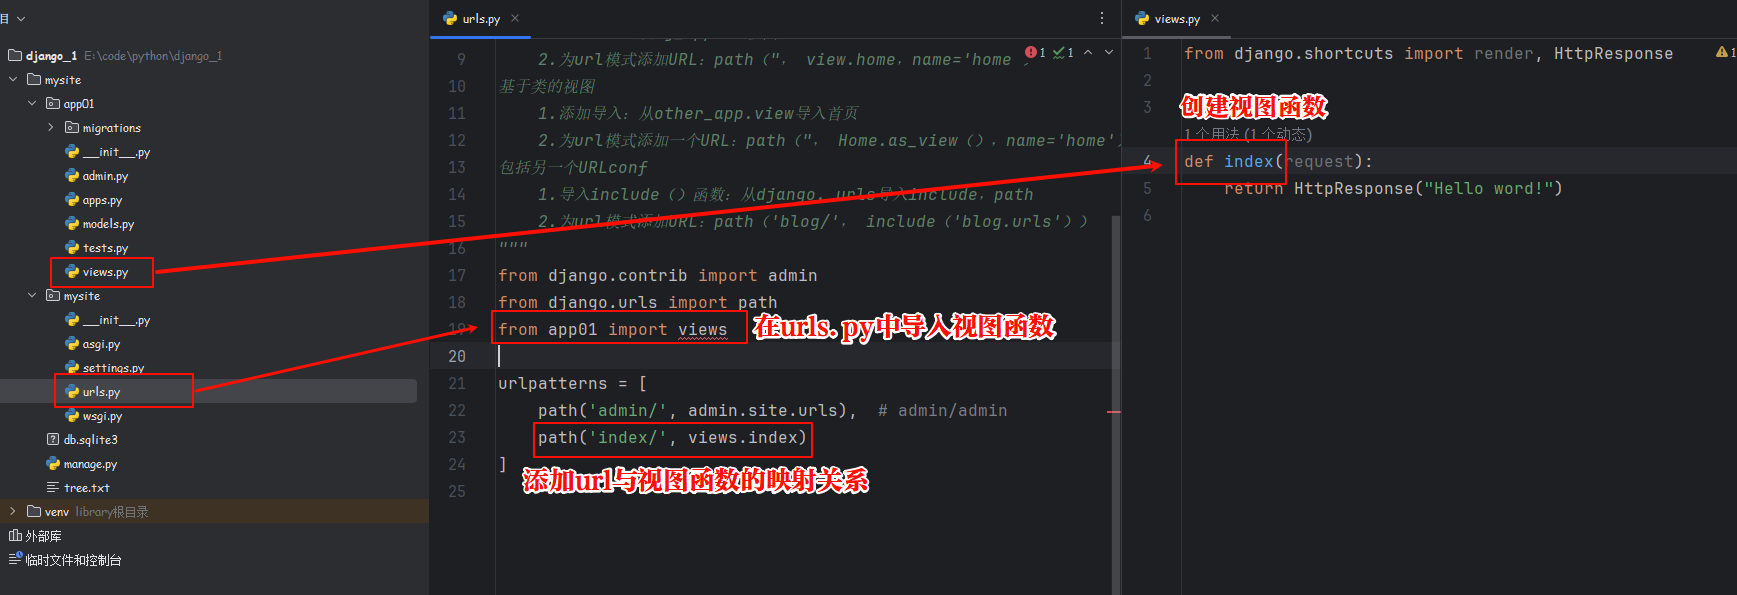 目
django_1 E:\code\python\django_1
mysite
app01
migrations
__init__.py
admin.py
apps.py
models.py
tests.py
views.py
mysite
__init__.py
asgi.py
settings.py
urls.py
wsgi.py
db.sqlite3
manage.py
tree.txt
venv library根目录
外部库
临时文件和控制台
urls.py
1 1
9 2.为url模式添加URL：path（", view.home，name='home'）
10 基于类的视图
11 1.添加导入：从other_app.view导入首页
12 2.为url模式添加一个URL：path（", Home.as_view（），name='home'）
13 包括另一个URLconf
14 1.导入include（）函数：从django. urls导入include，path
15 2.为url模式添加URL：path（'blog/', include（'blog.urls'））
16 """
17 from django.contrib import admin
18 from django.urls import path
19 from app01 import views
在urls.py中导入视图函数
20
21 urlpatterns = [
22 path('admin/', admin.site.urls), # admin/admin
23 path('index/', views.index)
24 ]
添加url与视图函数的映射关系
25
views.py
1 from django.shortcuts import render, HttpResponse
1
2
3
创建视图函数
1 个用法 (1 个动态)
4 def index(request):
5 return HttpResponse("Hello word!")
6